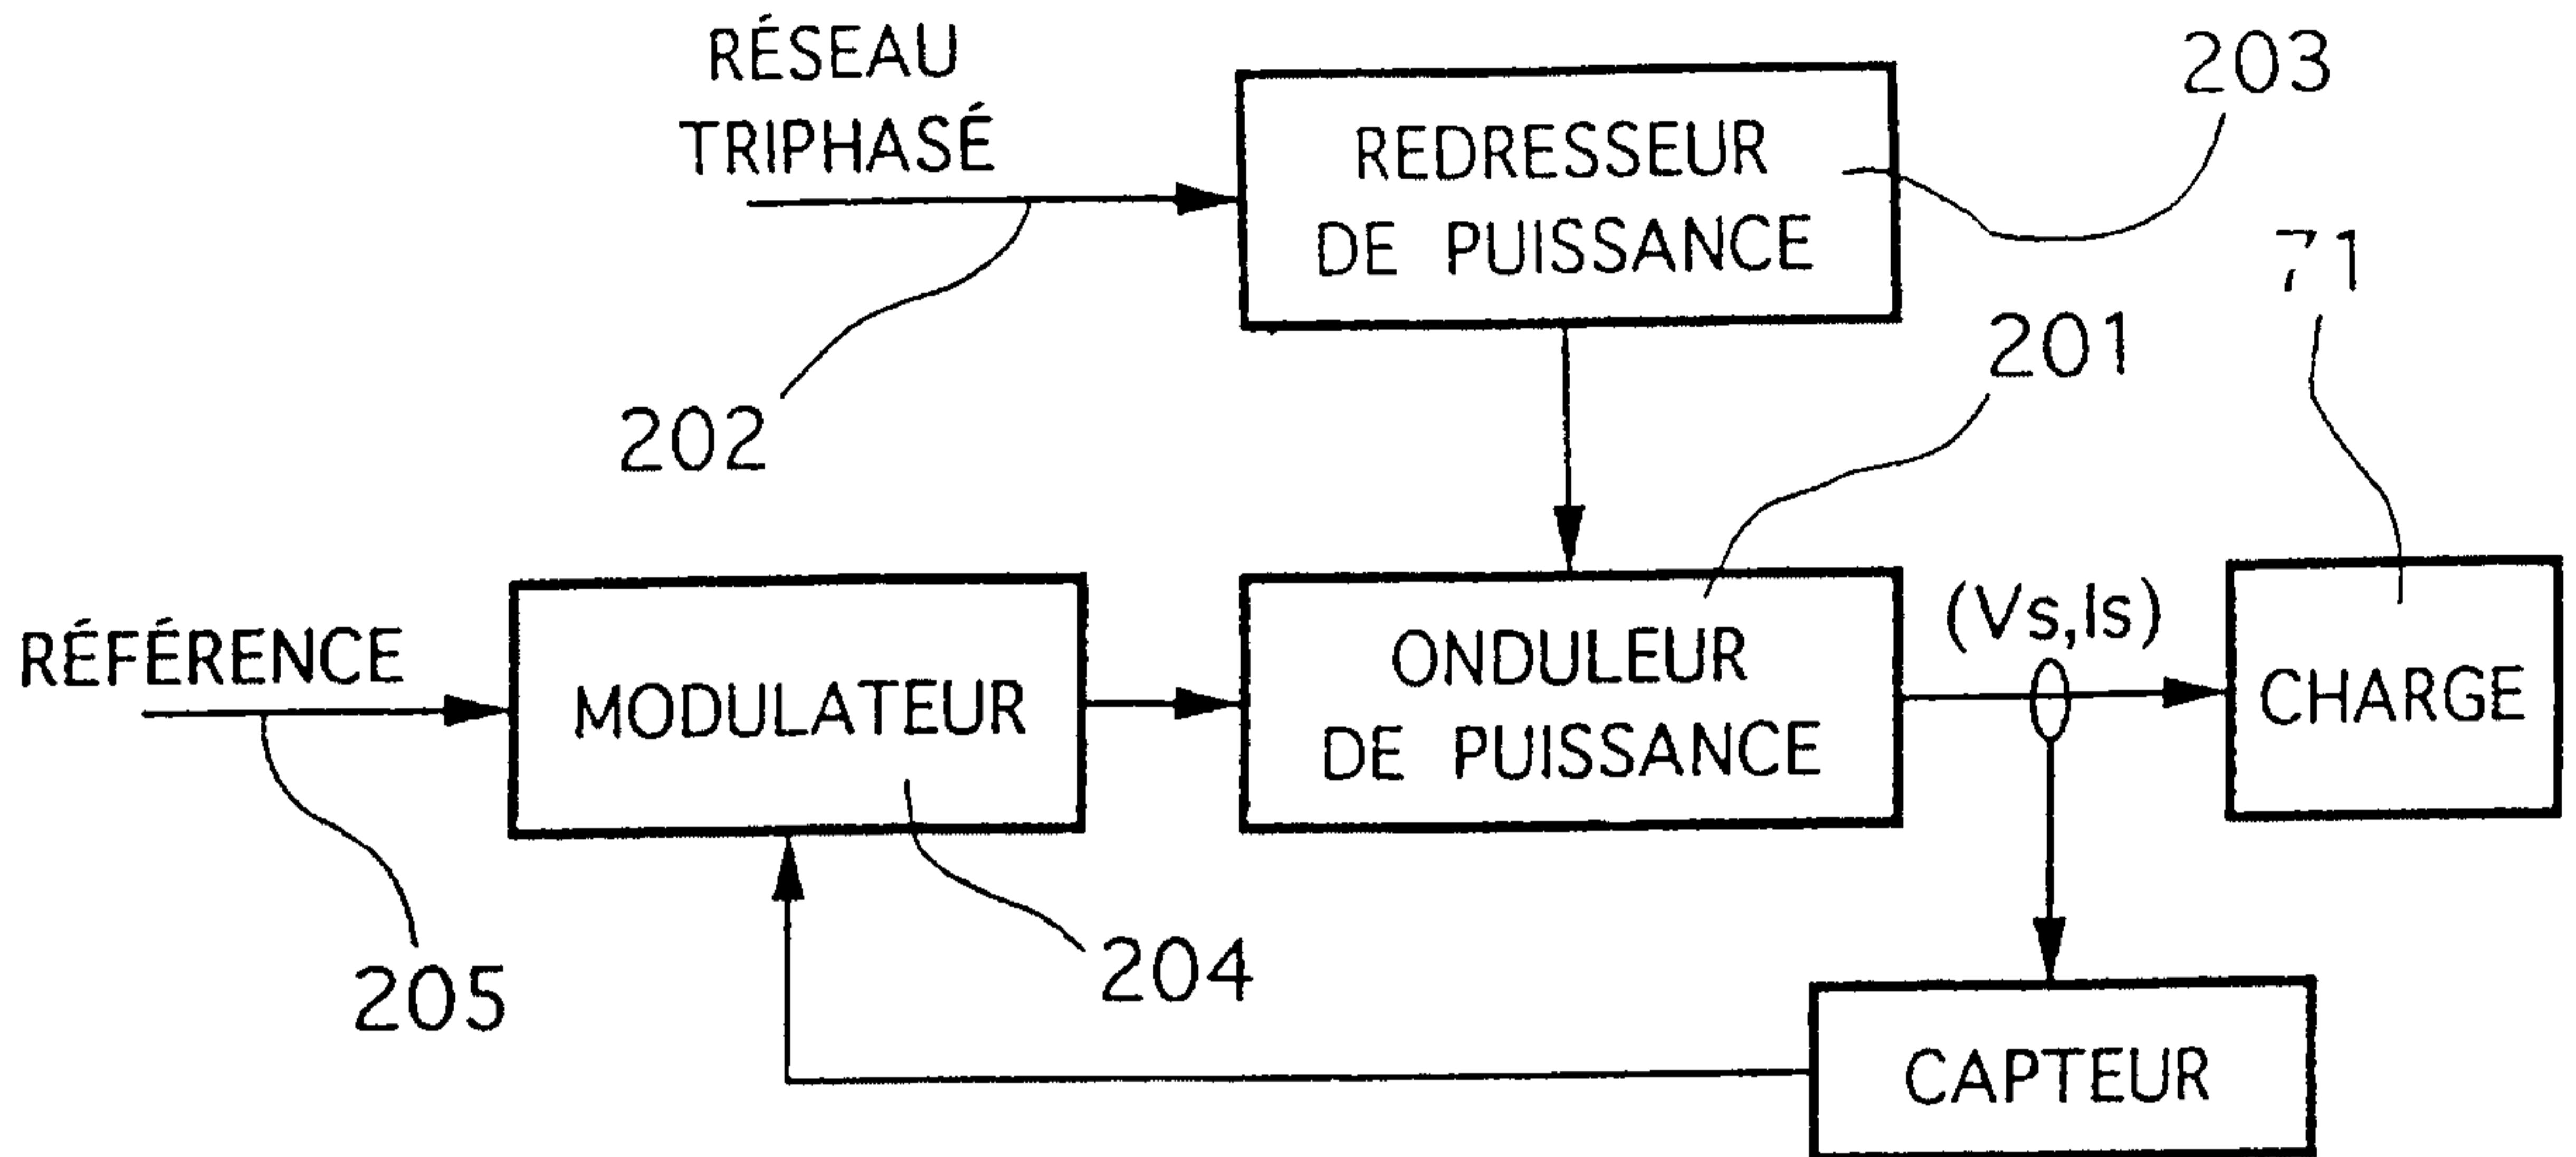 RÉSEAU
TRIPHASÉ
203
REDRESSEUR
DE PUISSANCE
71
201
202
(Vs,Is)
RÉFÉRENCE
MODULATEUR
ONDULEUR
DE PUISSANCE
CHARGE
205
204
CAPTEUR